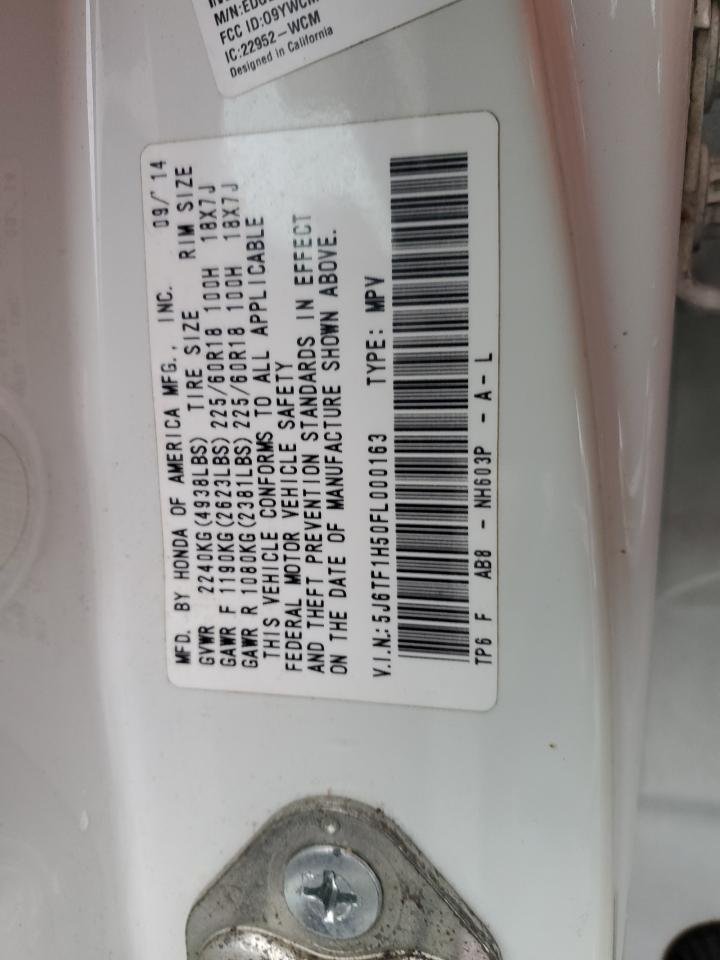 FCC ID:O9YWCM
IC:22952-WCM
Designed in California
MFD. BY HONDA OF AMERICA MFG., INC. 09/'14
GVWR 2240KG(4938LBS) TIRE SIZE RIM SIZE
GAWR F 1190KG(2623LBS) 225/60R18 100H 18X7J
GAWR R 1080KG(2381LBS) 225/60R18 100H 18X7J
THIS VEHICLE CONFORMS TO ALL APPLICABLE
FEDERAL MOTOR VEHICLE SAFETY
AND THEFT PREVENTION STANDARDS IN EFFECT
ON THE DATE OF MANUFACTURE SHOWN ABOVE.
V.I.N.: 5J6TF1H50FL000163 TYPE: MPV
TP6 F AB8 - NH603P - A - L